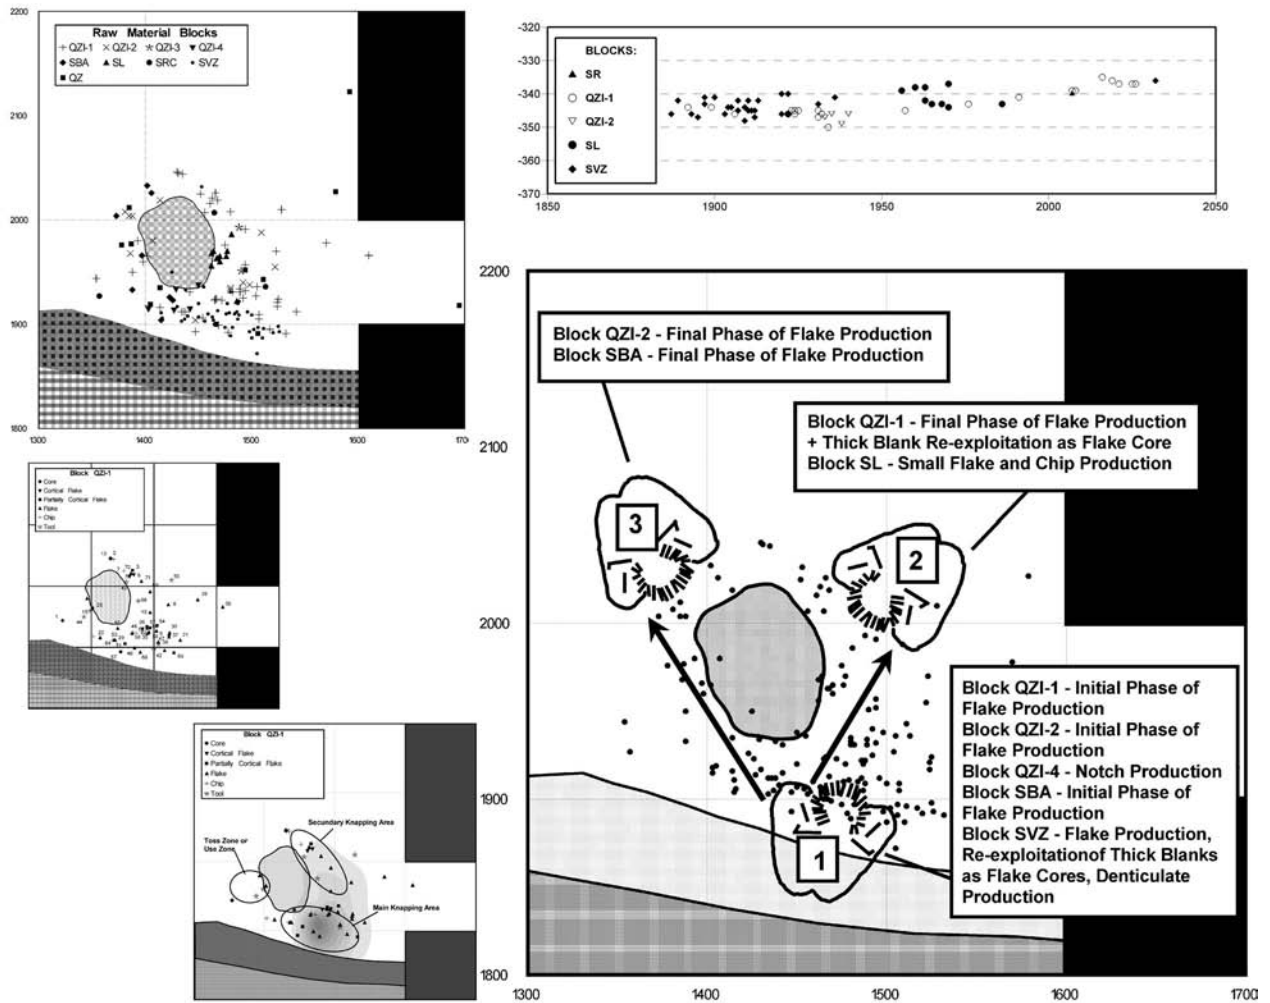 2200
2100
2000
1900
1800
1300
1400
1500
1600
Raw Material Blocks
QZI-1 QZI-2 QZI-3 QZI-4
SBA SL SRC SVZ
QZ
-320
-330
-340
-350
-360
-370
1850
1900
1950
2000
2050
BLOCKS:
SR
QZI-1
QZI-2
SL
SVZ
Block QZI-1
Core
Cortical Flake
Partially Cortical Flake
Flake
Chip
Tool
Block QZI-1
Core
Cortical Flake
Partially Cortical Flake
Flake
Chip
Tool
Secundary Knapping Area
Toss Zone or
Use Zone
Main Knapping Area
2200
2100
2000
1900
1800
1300
1400
1500
1600
1700
Block QZI-2 - Final Phase of Flake Production
Block SBA - Final Phase of Flake Production
Block QZI-1 - Final Phase of Flake Production
+ Thick Blank Re-exploitation as Flake Core
Block SL - Small Flake and Chip Production
3
2
1
Block QZI-1 - Initial Phase of
Flake Production
Block QZI-2 - Initial Phase of
Flake Production
Block QZI-4 - Notch Production
Block SBA - Initial Phase of
Flake Production
Block SVZ - Flake Production,
Re-exploitationof Thick Blanks
as Flake Cores, Denticulate
Production